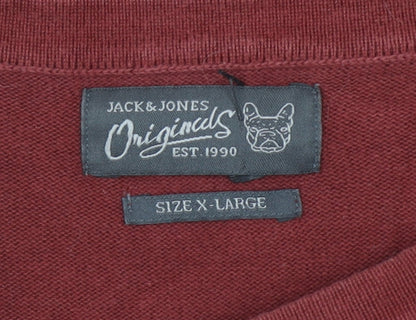 JACK&JONES
Originals
EST. 1990
SIZE X-LARGE